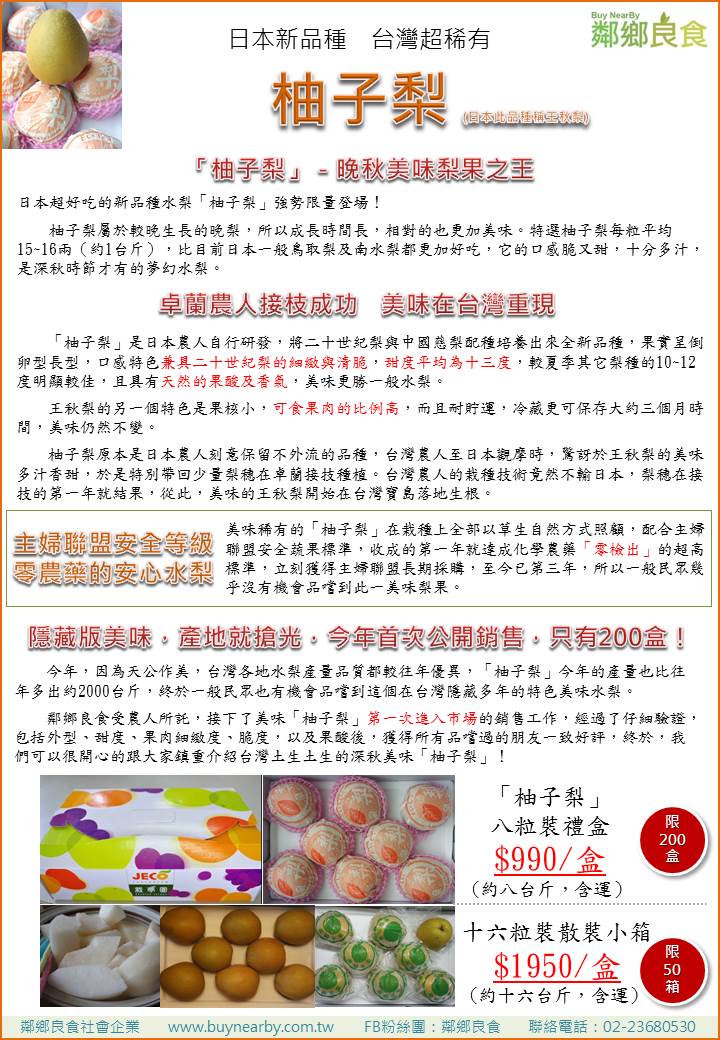 Buy NearBy
鄰鄉良食
日本新品種　台灣超稀有
柚子梨 (日本此品種稱王秋梨)
「柚子梨」－晚秋美味梨果之王
日本超好吃的新品種水梨「柚子梨」強勢限量登場！
柚子梨屬於較晚生長的晚梨，所以成長時間長，相對的也更加美味。特選柚子梨每粒平均
15~16兩（約1台斤），比目前日本一般鳥取梨及南水梨都更加好吃，它的口感脆又甜，十分多汁，
是深秋時節才有的夢幻水梨。
卓蘭農人接枝成功　美味在台灣重現
「柚子梨」是日本農人自行研發，將二十世紀梨與中國慈梨配種培養出來全新品種，果實呈倒
卵型長型，口感特色兼具二十世紀梨的細緻與清脆，甜度平均為十三度，較夏季其它梨種的10~12
度明顯較佳，且具有天然的果酸及香氣，美味更勝一般水梨。
王秋梨的另一個特色是果核小，可食果肉的比例高，而且耐貯運，冷藏更可保存大約三個月時
間，美味仍然不變。
柚子梨原本是日本農人刻意保留不外流的品種，台灣農人至日本觀摩時，驚訝於王秋梨的美味
多汁香甜，於是特別帶回少量梨穗在卓蘭接技種植。台灣農人的栽種技術竟然不輸日本，梨穗在接
技的第一年就結果，從此，美味的王秋梨開始在台灣寶島落地生根。
主婦聯盟安全等級
零農藥的安心水梨
美味稀有的「柚子梨」在栽種上全部以草生自然方式照顧，配合主婦
聯盟安全蔬果標準，收成的第一年就達成化學農藥「零檢出」的超高
標準，立刻獲得主婦聯盟長期採購，至今已第三年，所以一般民眾幾
乎沒有機會品嚐到此一美味梨果。
隱藏版美味，產地就搶光，今年首次公開銷售，只有200盒！
今年，因為天公作美，台灣各地水梨產量品質都較往年優異，「柚子梨」今年的產量也比往
年多出約2000台斤，終於一般民眾也有機會品嚐到這個在台灣隱藏多年的特色美味水梨。
鄰鄉良食受農人所託，接下了美味「柚子梨」第一次進入市場的銷售工作，經過了仔細驗證，
包括外型、甜度、果肉細緻度、脆度，以及果酸後，獲得所有品嚐過的朋友一致好評，終於，我
們可以很開心的跟大家鎮重介紹台灣土生土生的深秋美味「柚子梨」！
JECO
「柚子梨」
八粒裝禮盒
$990/盒
（約八台斤，含運）
限
200
盒
十六粒裝散裝小箱
$1950/盒
（約十六台斤，含運）
限
50
箱
鄰鄉良食社會企業　www.buynearby.com.tw　FB粉絲團：鄰鄉良食　聯絡電話：02-23680530